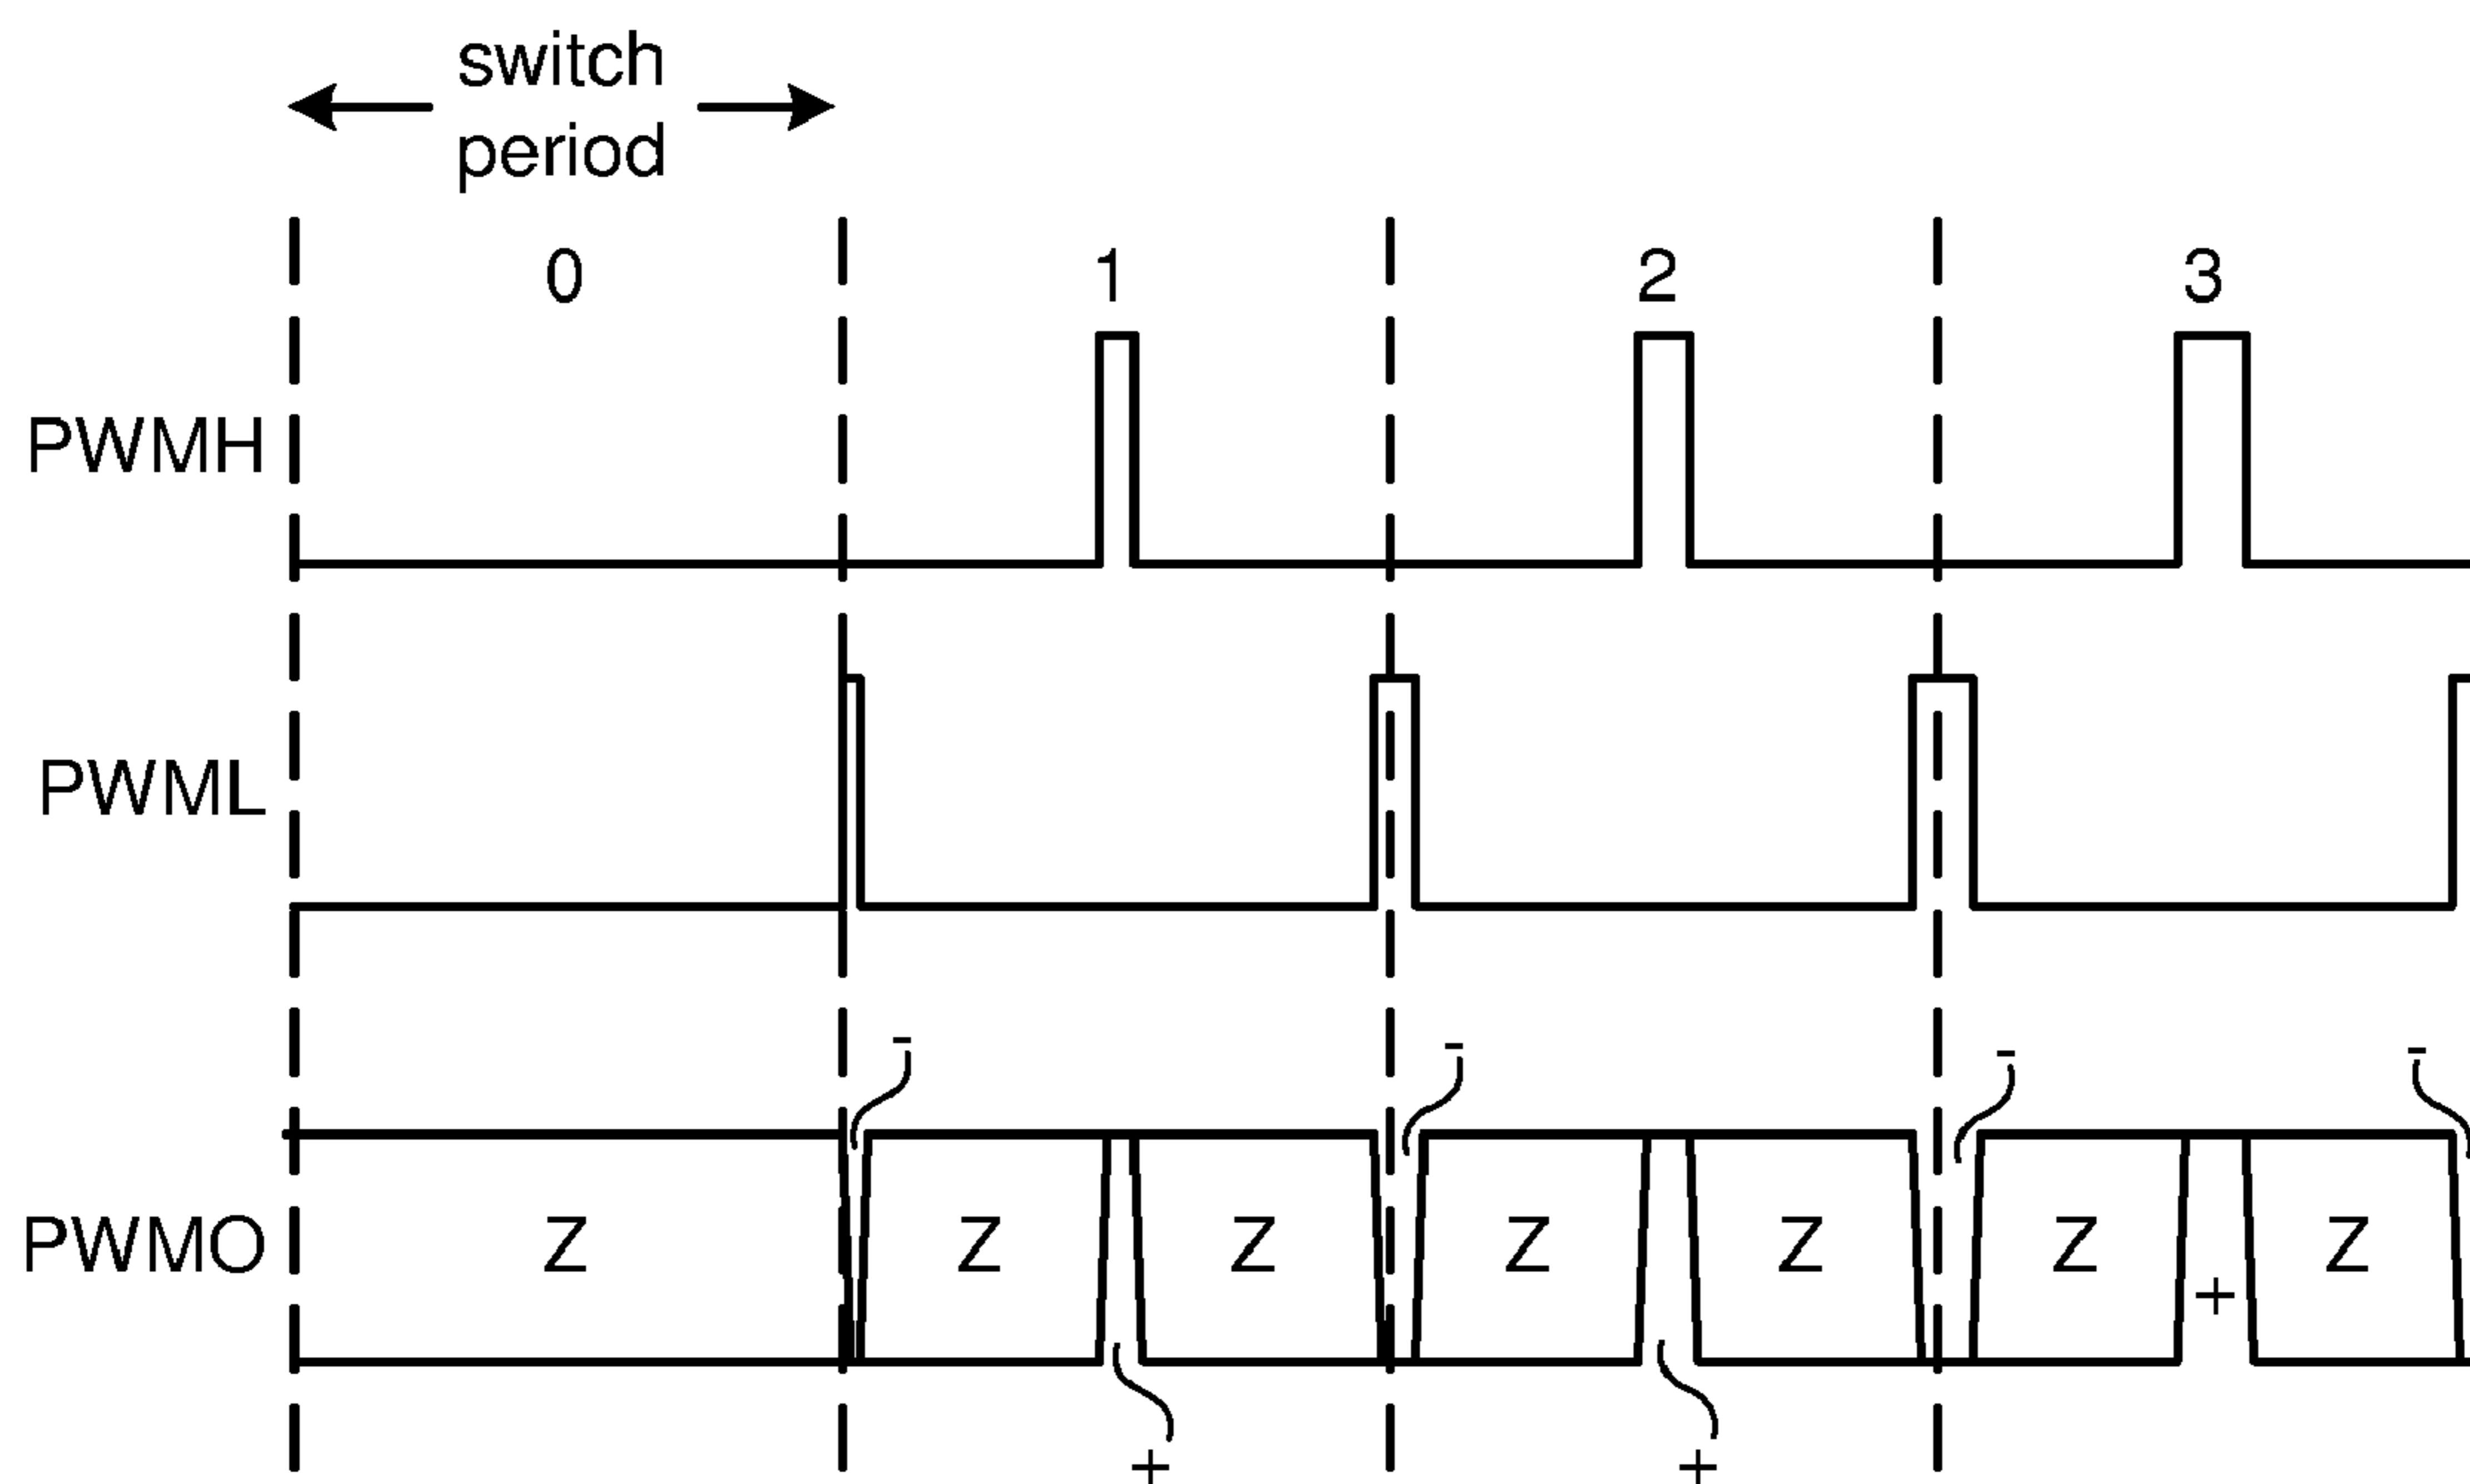 switch
period
0 1 2 3
PWMH
PWML
- - - -
PWMO Z Z Z Z Z Z + Z
+ +